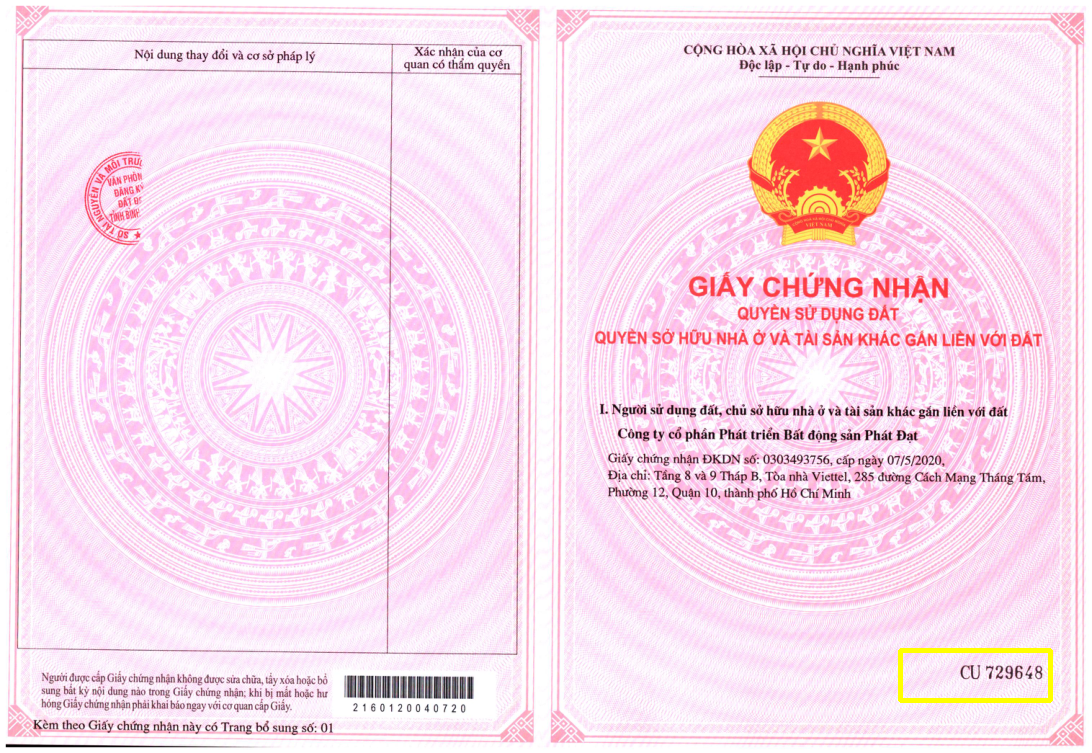 Nội dung thay đổi và cơ sở pháp lý
Xác nhận của cơ
quan có thẩm quyền
SỞ TÀI NGUYÊN VÀ MÔI TRƯ
VĂN PHÒN
ĐĂNG K
ĐẤT Đ
TỈNH BÌNH
Người được cấp Giấy chứng nhận không được sửa chữa, tẩy xóa hoặc bổ
sung bất kỳ nội dung nào trong Giấy chứng nhận; khi bị mất hoặc hư
hỏng Giấy chứng nhận phải khai báo ngay với cơ quan cấp Giấy.
2160120040720
Kèm theo Giấy chứng nhận này có Trang bổ sung số: 01
CỘNG HÒA XÃ HỘI CHỦ NGHĨA VIỆT NAM
Độc lập - Tự do - Hạnh phúc
VIỆT NAM
GIẤY CHỨNG NHẬN
QUYỀN SỬ DỤNG ĐẤT
QUYỀN SỞ HỮU NHÀ Ở VÀ TÀI SẢN KHÁC GẮN LIỀN VỚI ĐẤT
I. Người sử dụng đất, chủ sở hữu nhà ở và tài sản khác gắn liền với đất
Công ty cổ phần Phát triển Bất động sản Phát Đạt
Giấy chứng nhận ĐKDN số: 0303493756, cấp ngày 07/5/2020,
Địa chỉ: Tầng 8 và 9 Tháp B, Tòa nhà Viettel, 285 đường Cách Mạng Tháng Tám,
Phường 12, Quận 10, thành phố Hồ Chí Minh
CU 729648